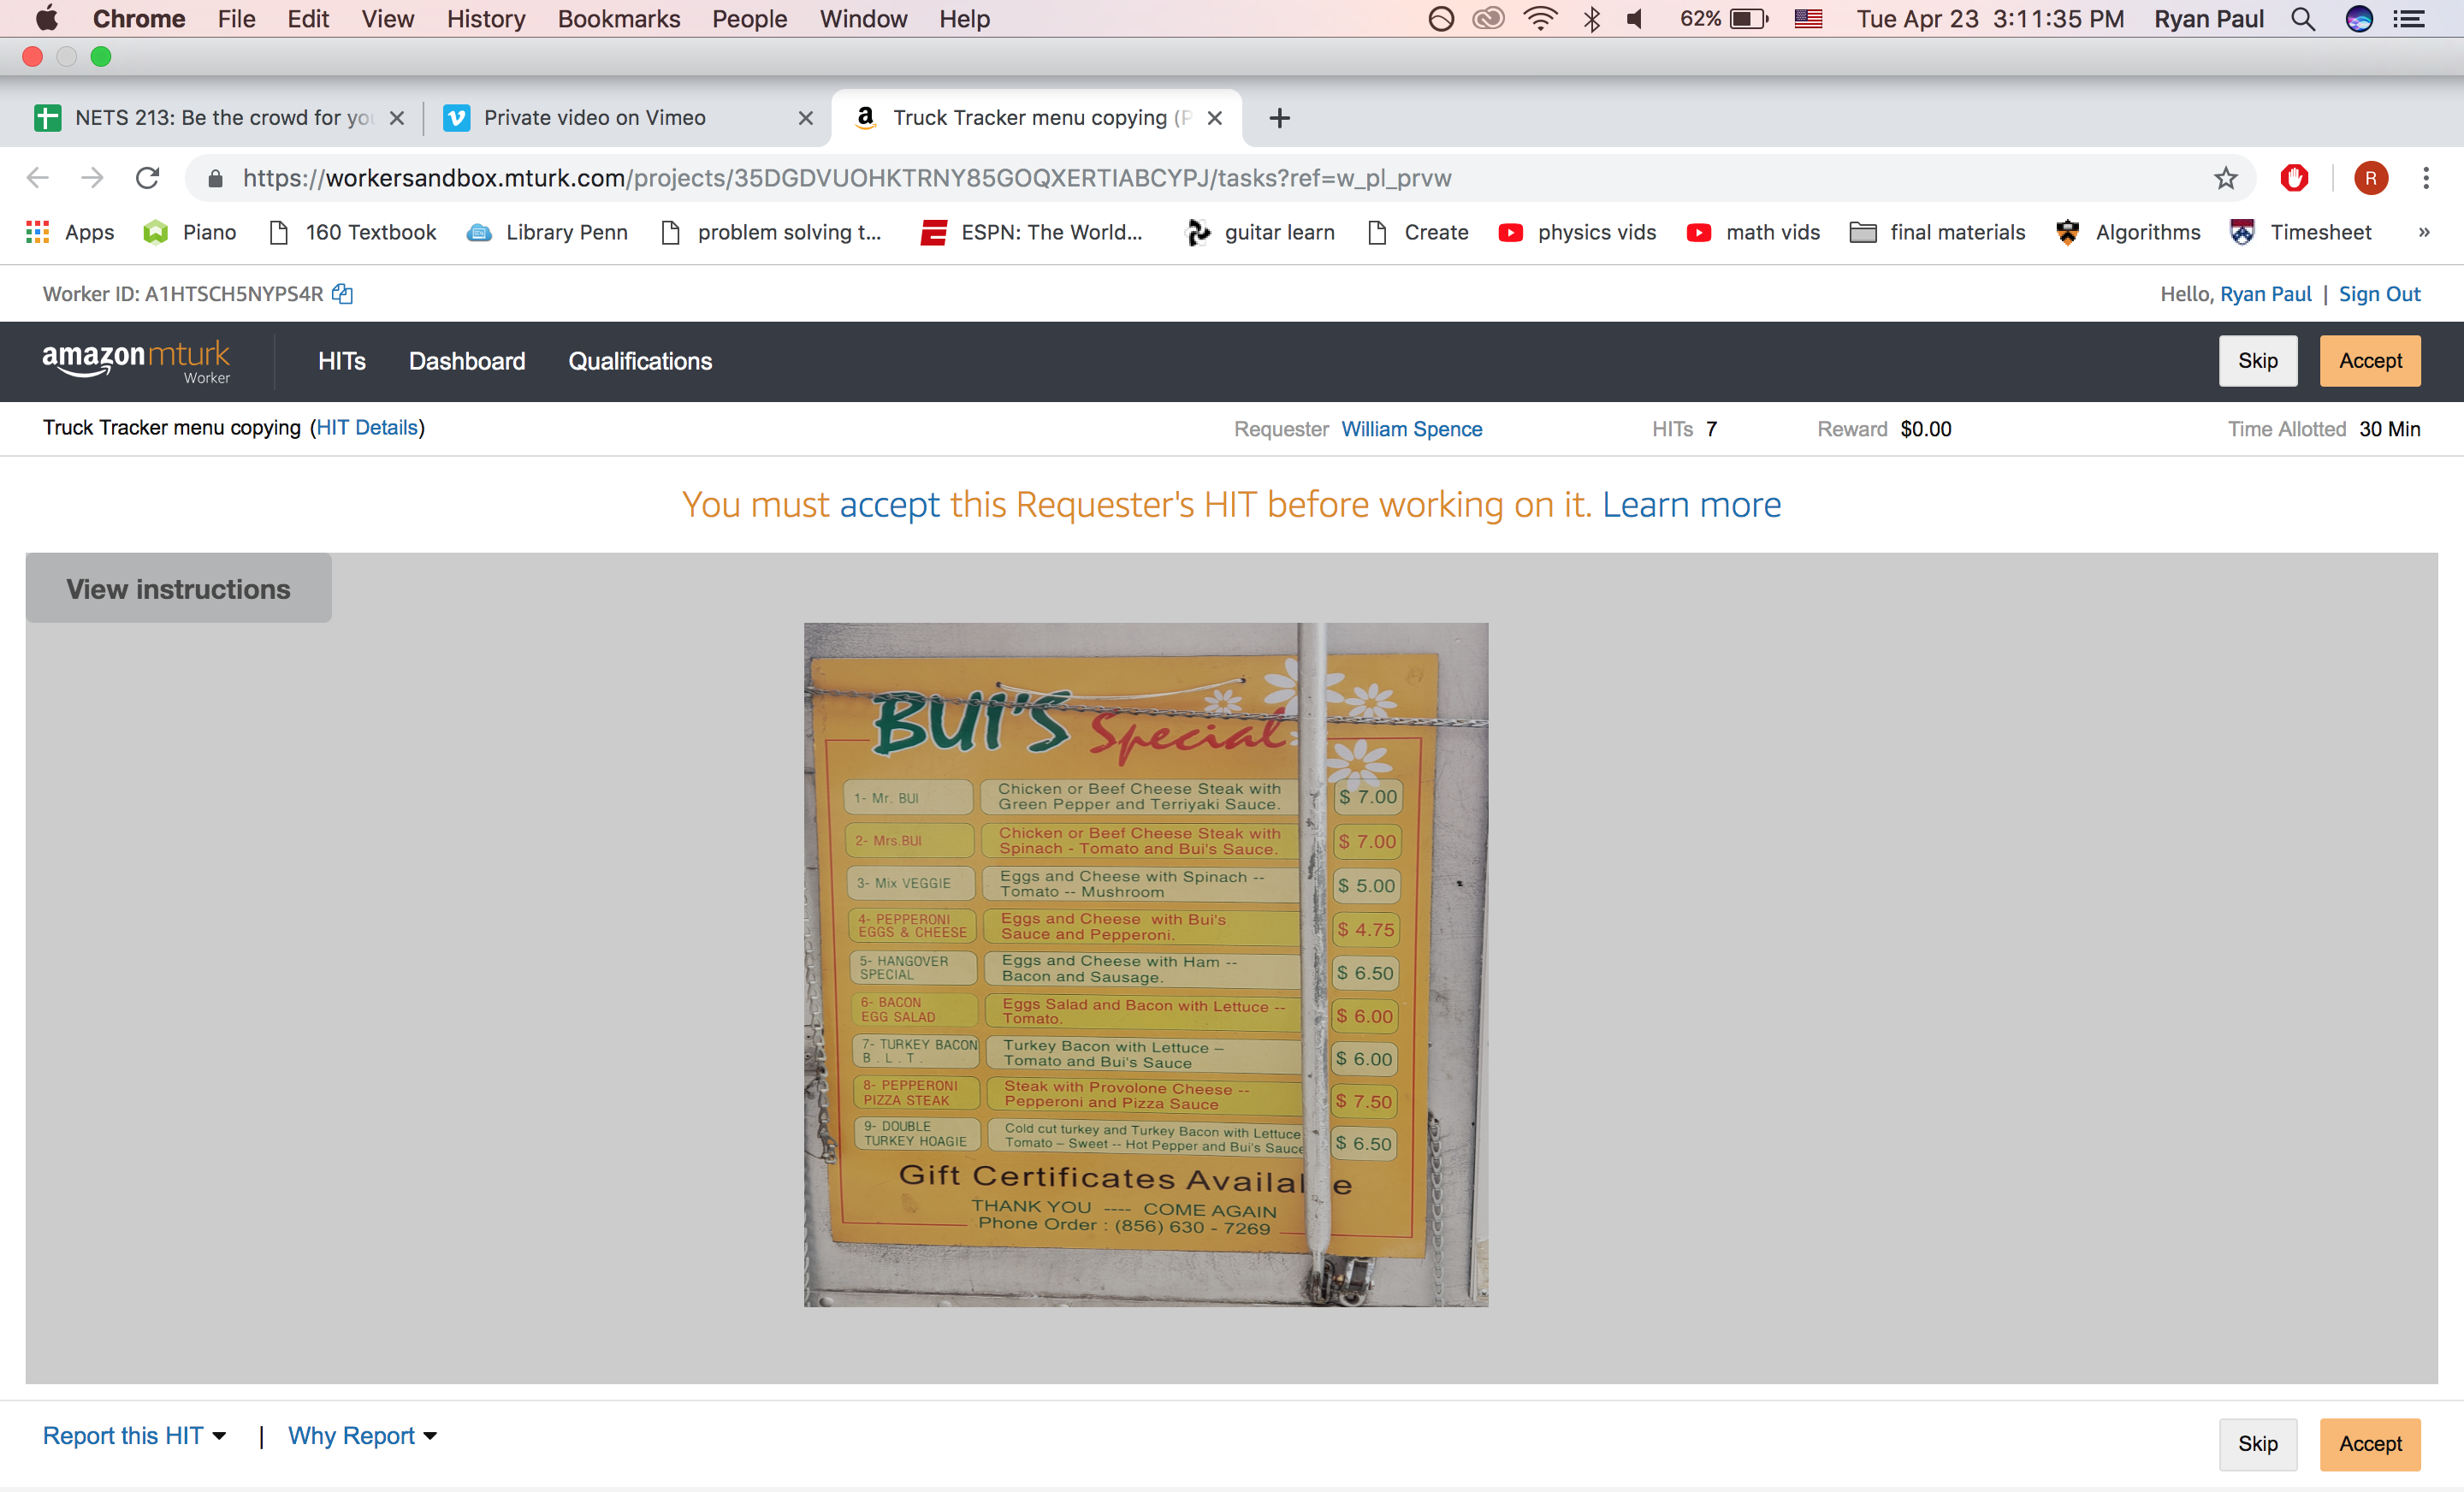 Chrome File Edit View History Bookmarks People Window Help 62% Tue Apr 23 3:11:35 PM Ryan Paul
NETS 213: Be the crowd for you Private video on Vimeo Truck Tracker menu copying (P
https://workersandbox.mturk.com/projects/35DGDVUOHKTRNY85GOQXERTIABCYPJ/tasks?ref=w_pl_prvw R
Apps Piano 160 Textbook Library Penn problem solving t... ESPN: The World... guitar learn Create physics vids math vids final materials Algorithms Timesheet »
Worker ID: A1HTSCH5NYPS4R Hello, Ryan Paul | Sign Out
amazon mturk
Worker
HITs Dashboard Qualifications Skip Accept
Truck Tracker menu copying (HIT Details) Requester William Spence HITs 7 Reward $0.00 Time Allotted 30 Min
You must accept this Requester's HIT before working on it. Learn more
View instructions
BUI'S Special
1- Mr. BUI
Chicken or Beef Cheese Steak with
Green Pepper and Terriyaki Sauce.
$ 7.00
2- Mrs.BUI
Chicken or Beef Cheese Steak with
Spinach - Tomato and Bui's Sauce.
$ 7.00
3- Mix VEGGIE
Eggs and Cheese with Spinach --
Tomato -- Mushroom
$ 5.00
4- PEPPERONI
EGGS & CHEESE
Eggs and Cheese with Bui's
Sauce and Pepperoni.
$ 4.75
5- HANGOVER
SPECIAL
Eggs and Cheese with Ham --
Bacon and Sausage.
$ 6.50
6- BACON
EGG SALAD
Eggs Salad and Bacon with Lettuce --
Tomato.
$ 6.00
7- TURKEY BACON
B . L . T .
Turkey Bacon with Lettuce –
Tomato and Bui's Sauce
$ 6.00
8- PEPPERONI
PIZZA STEAK
Steak with Provolone Cheese --
Pepperoni and Pizza Sauce
$ 7.50
9- DOUBLE
TURKEY HOAGIE
Cold cut turkey and Turkey Bacon with Lettuce
Tomato – Sweet -- Hot Pepper and Bui's Sauce
$ 6.50
Gift Certificates Availal e
THANK YOU ---- COME AGAIN
Phone Order : (856) 630 - 7269
Report this HIT | Why Report Skip Accept